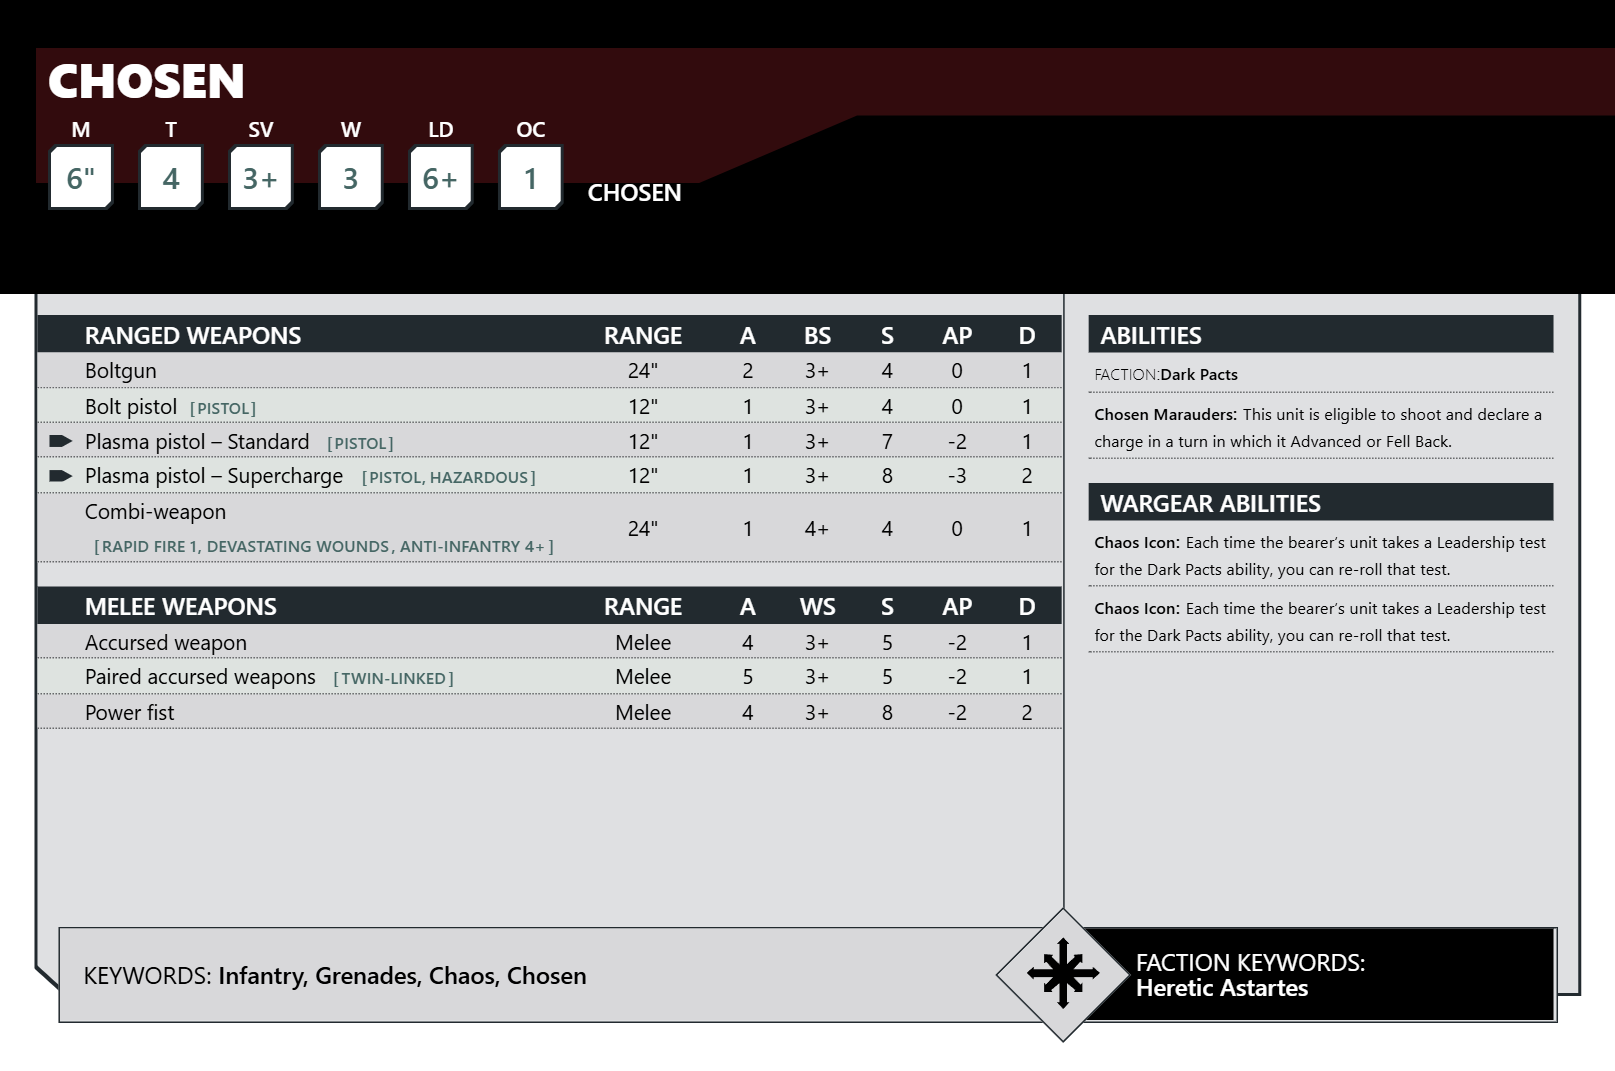 CHOSEN
M T SV W LD OC
6" 4 3+ 3 6+ 1
CHOSEN
RANGED WEAPONS RANGE A BS S AP D
Boltgun 24" 2 3+ 4 0 1
Bolt pistol [PISTOL] 12" 1 3+ 4 0 1
Plasma pistol – Standard [PISTOL] 12" 1 3+ 7 -2 1
Plasma pistol – Supercharge [PISTOL, HAZARDOUS] 12" 1 3+ 8 -3 2
Combi-weapon
[RAPID FIRE 1, DEVASTATING WOUNDS, ANTI-INFANTRY 4+] 24" 1 4+ 4 0 1
MELEE WEAPONS RANGE A WS S AP D
Accursed weapon Melee 4 3+ 5 -2 1
Paired accursed weapons [TWIN-LINKED] Melee 5 3+ 5 -2 1
Power fist Melee 4 3+ 8 -2 2
ABILITIES
FACTION:Dark Pacts
Chosen Marauders: This unit is eligible to shoot and declare a
charge in a turn in which it Advanced or Fell Back.
WARGEAR ABILITIES
Chaos Icon: Each time the bearer's unit takes a Leadership test
for the Dark Pacts ability, you can re-roll that test.
Chaos Icon: Each time the bearer's unit takes a Leadership test
for the Dark Pacts ability, you can re-roll that test.
KEYWORDS: Infantry, Grenades, Chaos, Chosen
FACTION KEYWORDS:
Heretic Astartes